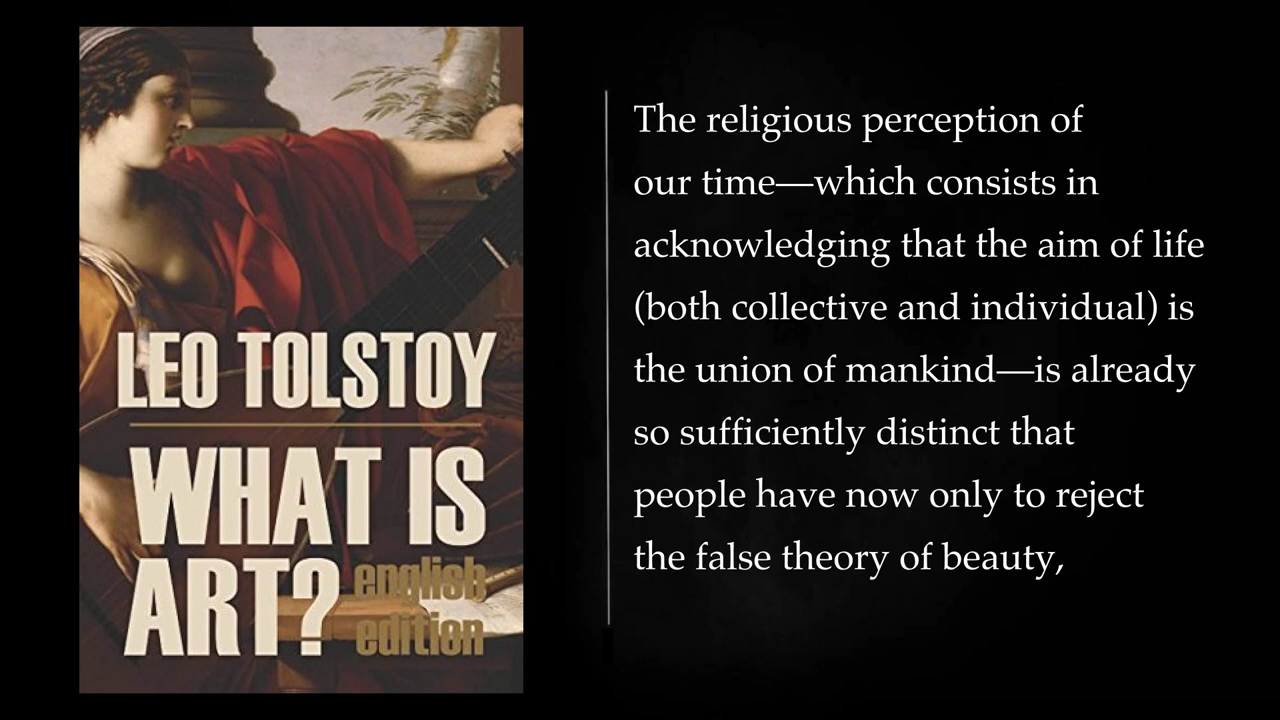 LEO TOLSTOY
WHAT IS
ART?
english
edition
The religious perception of
our time—which consists in
acknowledging that the aim of life
(both collective and individual) is
the union of mankind—is already
so sufficiently distinct that
people have now only to reject
the false theory of beauty,